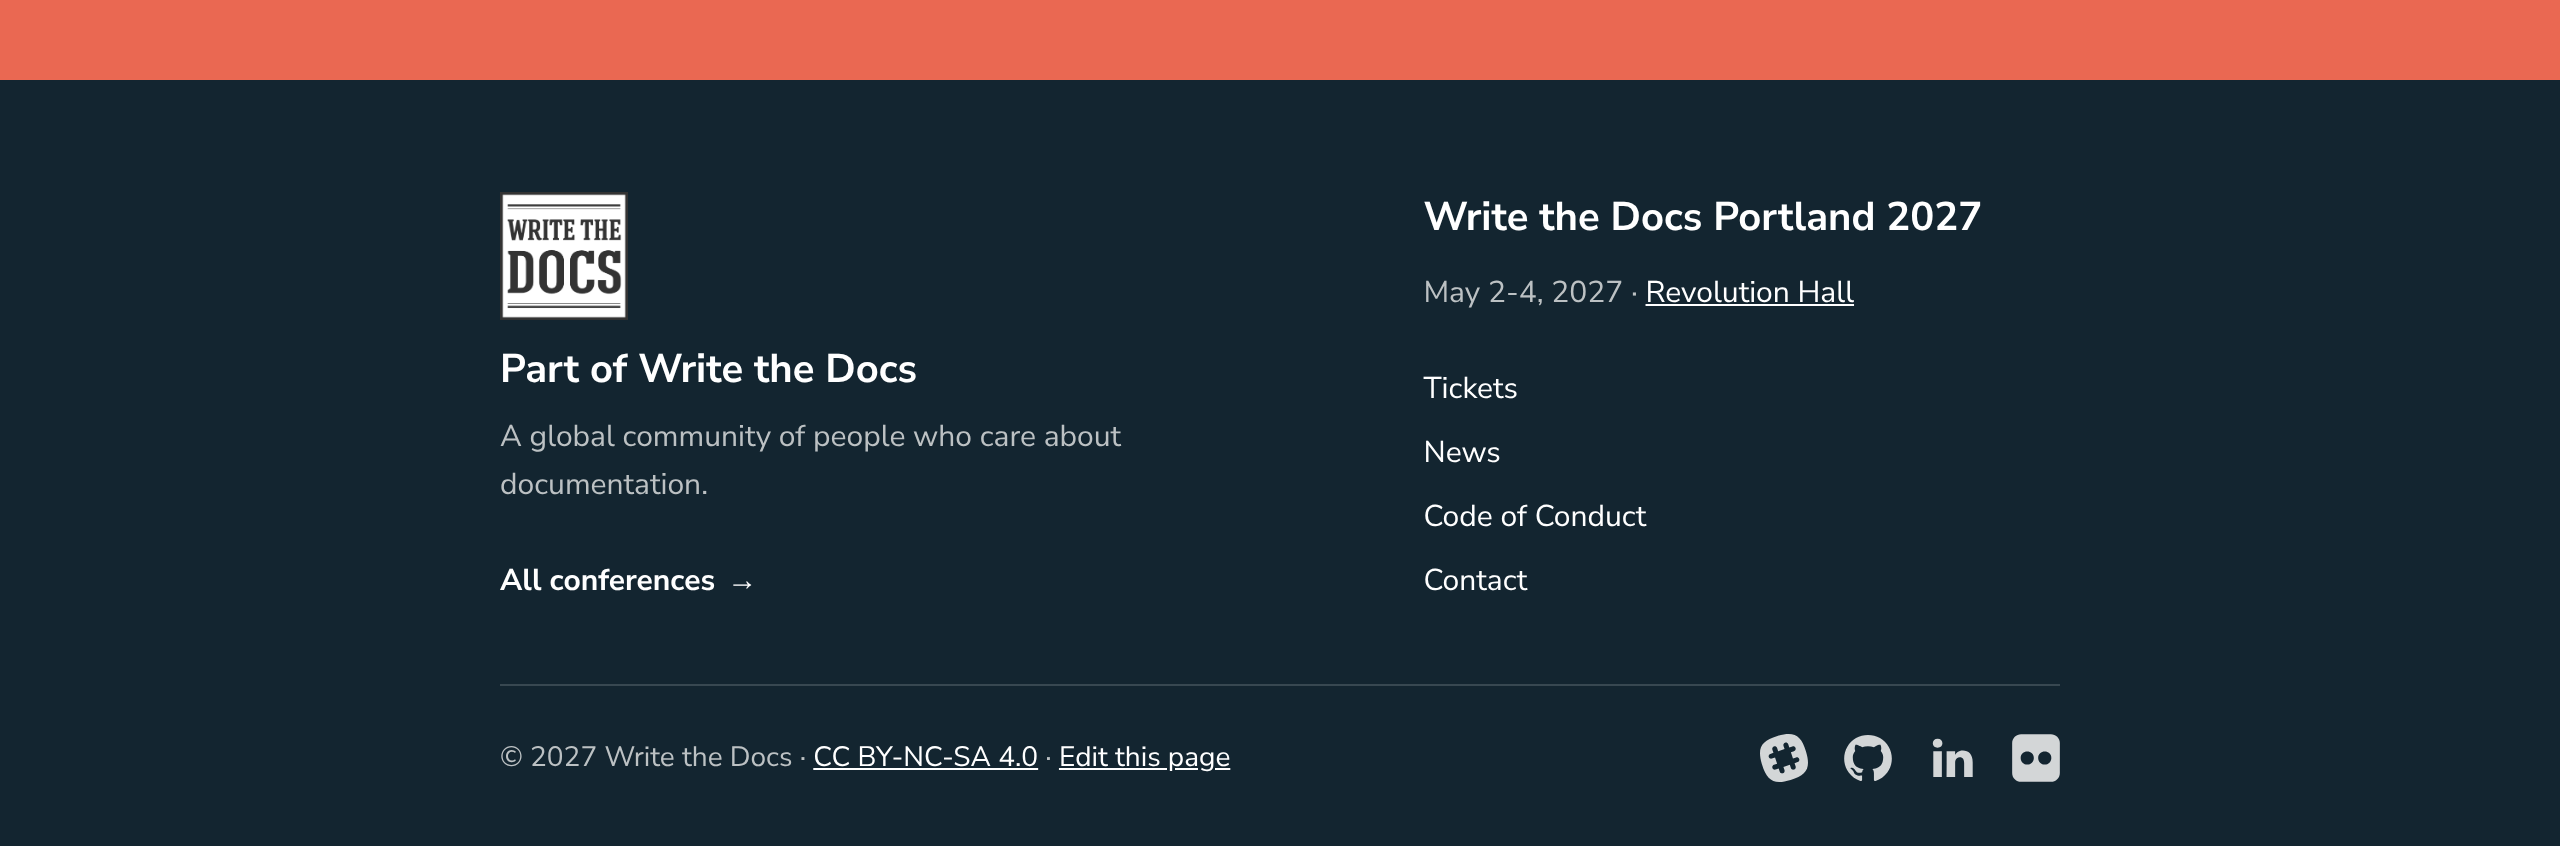 WRITE THE
DOCS
Part of Write the Docs
A global community of people who care about
documentation.
All conferences →
Write the Docs Portland 2027
May 2-4, 2027 · Revolution Hall
Tickets
News
Code of Conduct
Contact
© 2027 Write the Docs · CC BY-NC-SA 4.0 · Edit this page
in